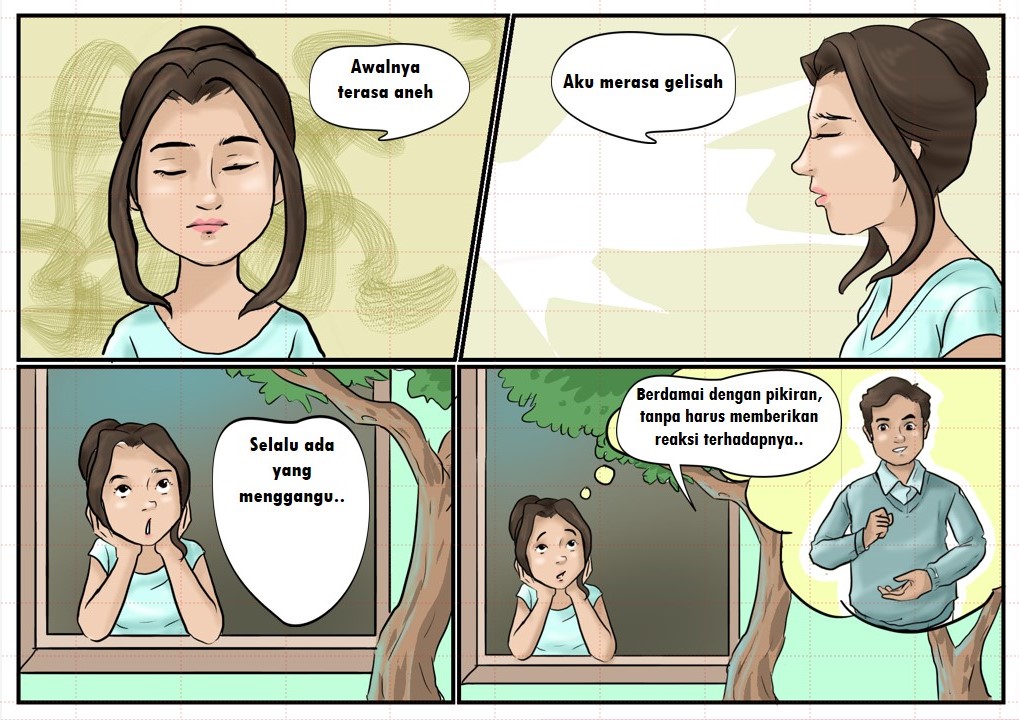 Awalnya
terasa aneh
Aku merasa gelisah
Selalu ada
yang
menggangu..
Berdamai dengan pikiran,
tanpa harus memberikan
reaksi terhadapnya..